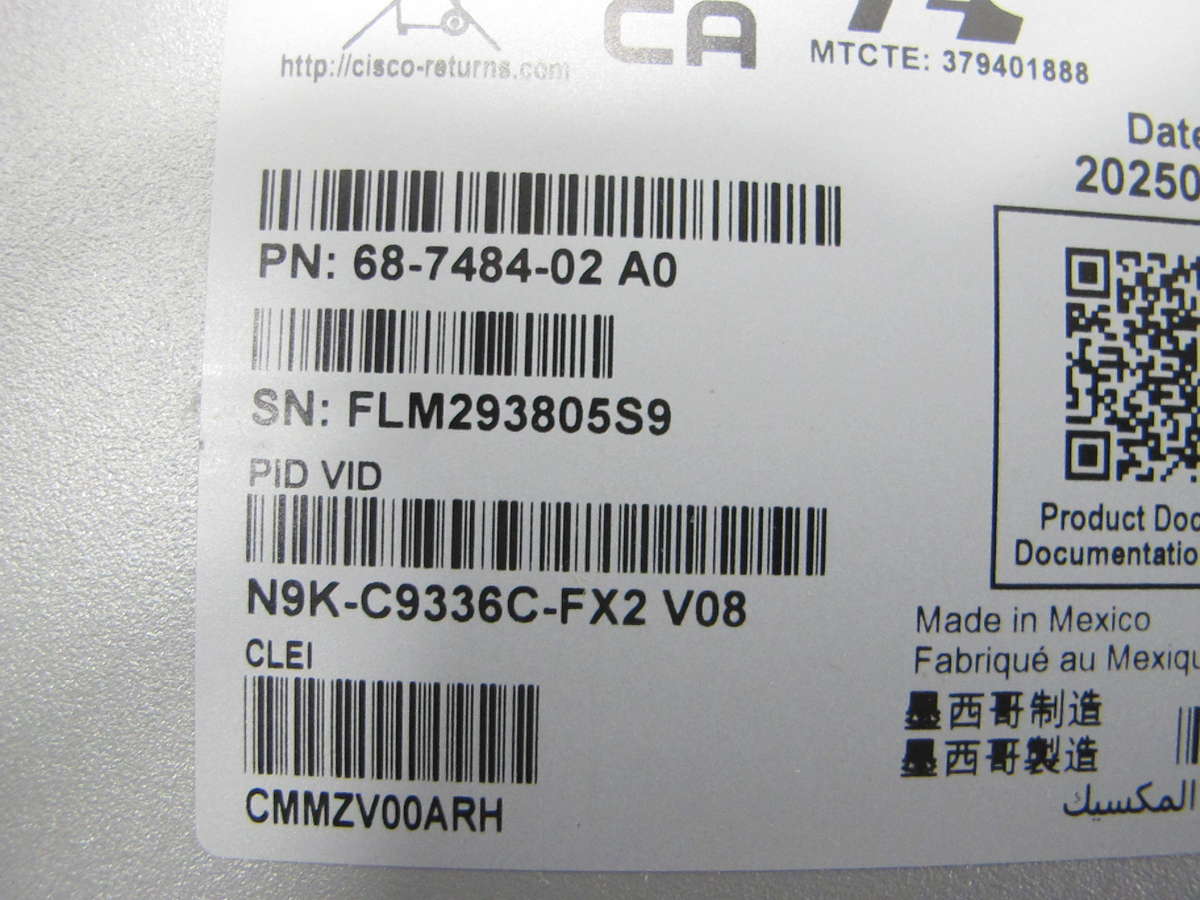 http://cisco-returns.com
CA
MTCTE: 379401888
Date
20250
PN: 68-7484-02 A0
SN: FLM293805S9
PID VID
N9K-C9336C-FX2 V08
CLEI
CMMZV00ARH
Product Doc
Documentatio
Made in Mexico
Fabriqué au Mexiqu
墨西哥制造
墨西哥製造
المكسيك